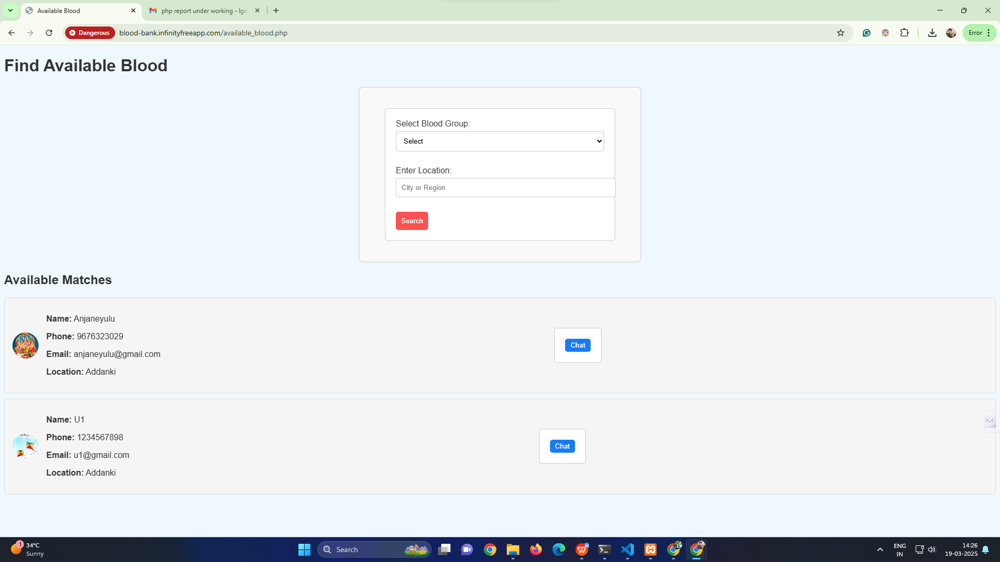 Available Blood
php report under working - lgo
Dangerous
blood-bank.infinityfreeapp.com/available_blood.php
Error
Find Available Blood
Select Blood Group:
Select
Enter Location:
City or Region
Search
Available Matches
Name: Anjaneyulu
Phone: 9676323029
Email: anjaneyulu@gmail.com
Location: Addanki
Chat
Name: U1
Phone: 1234567898
Email: u1@gmail.com
Location: Addanki
Chat
1
34°C
Sunny
Search
ENG
IN
14:26
19-03-2025